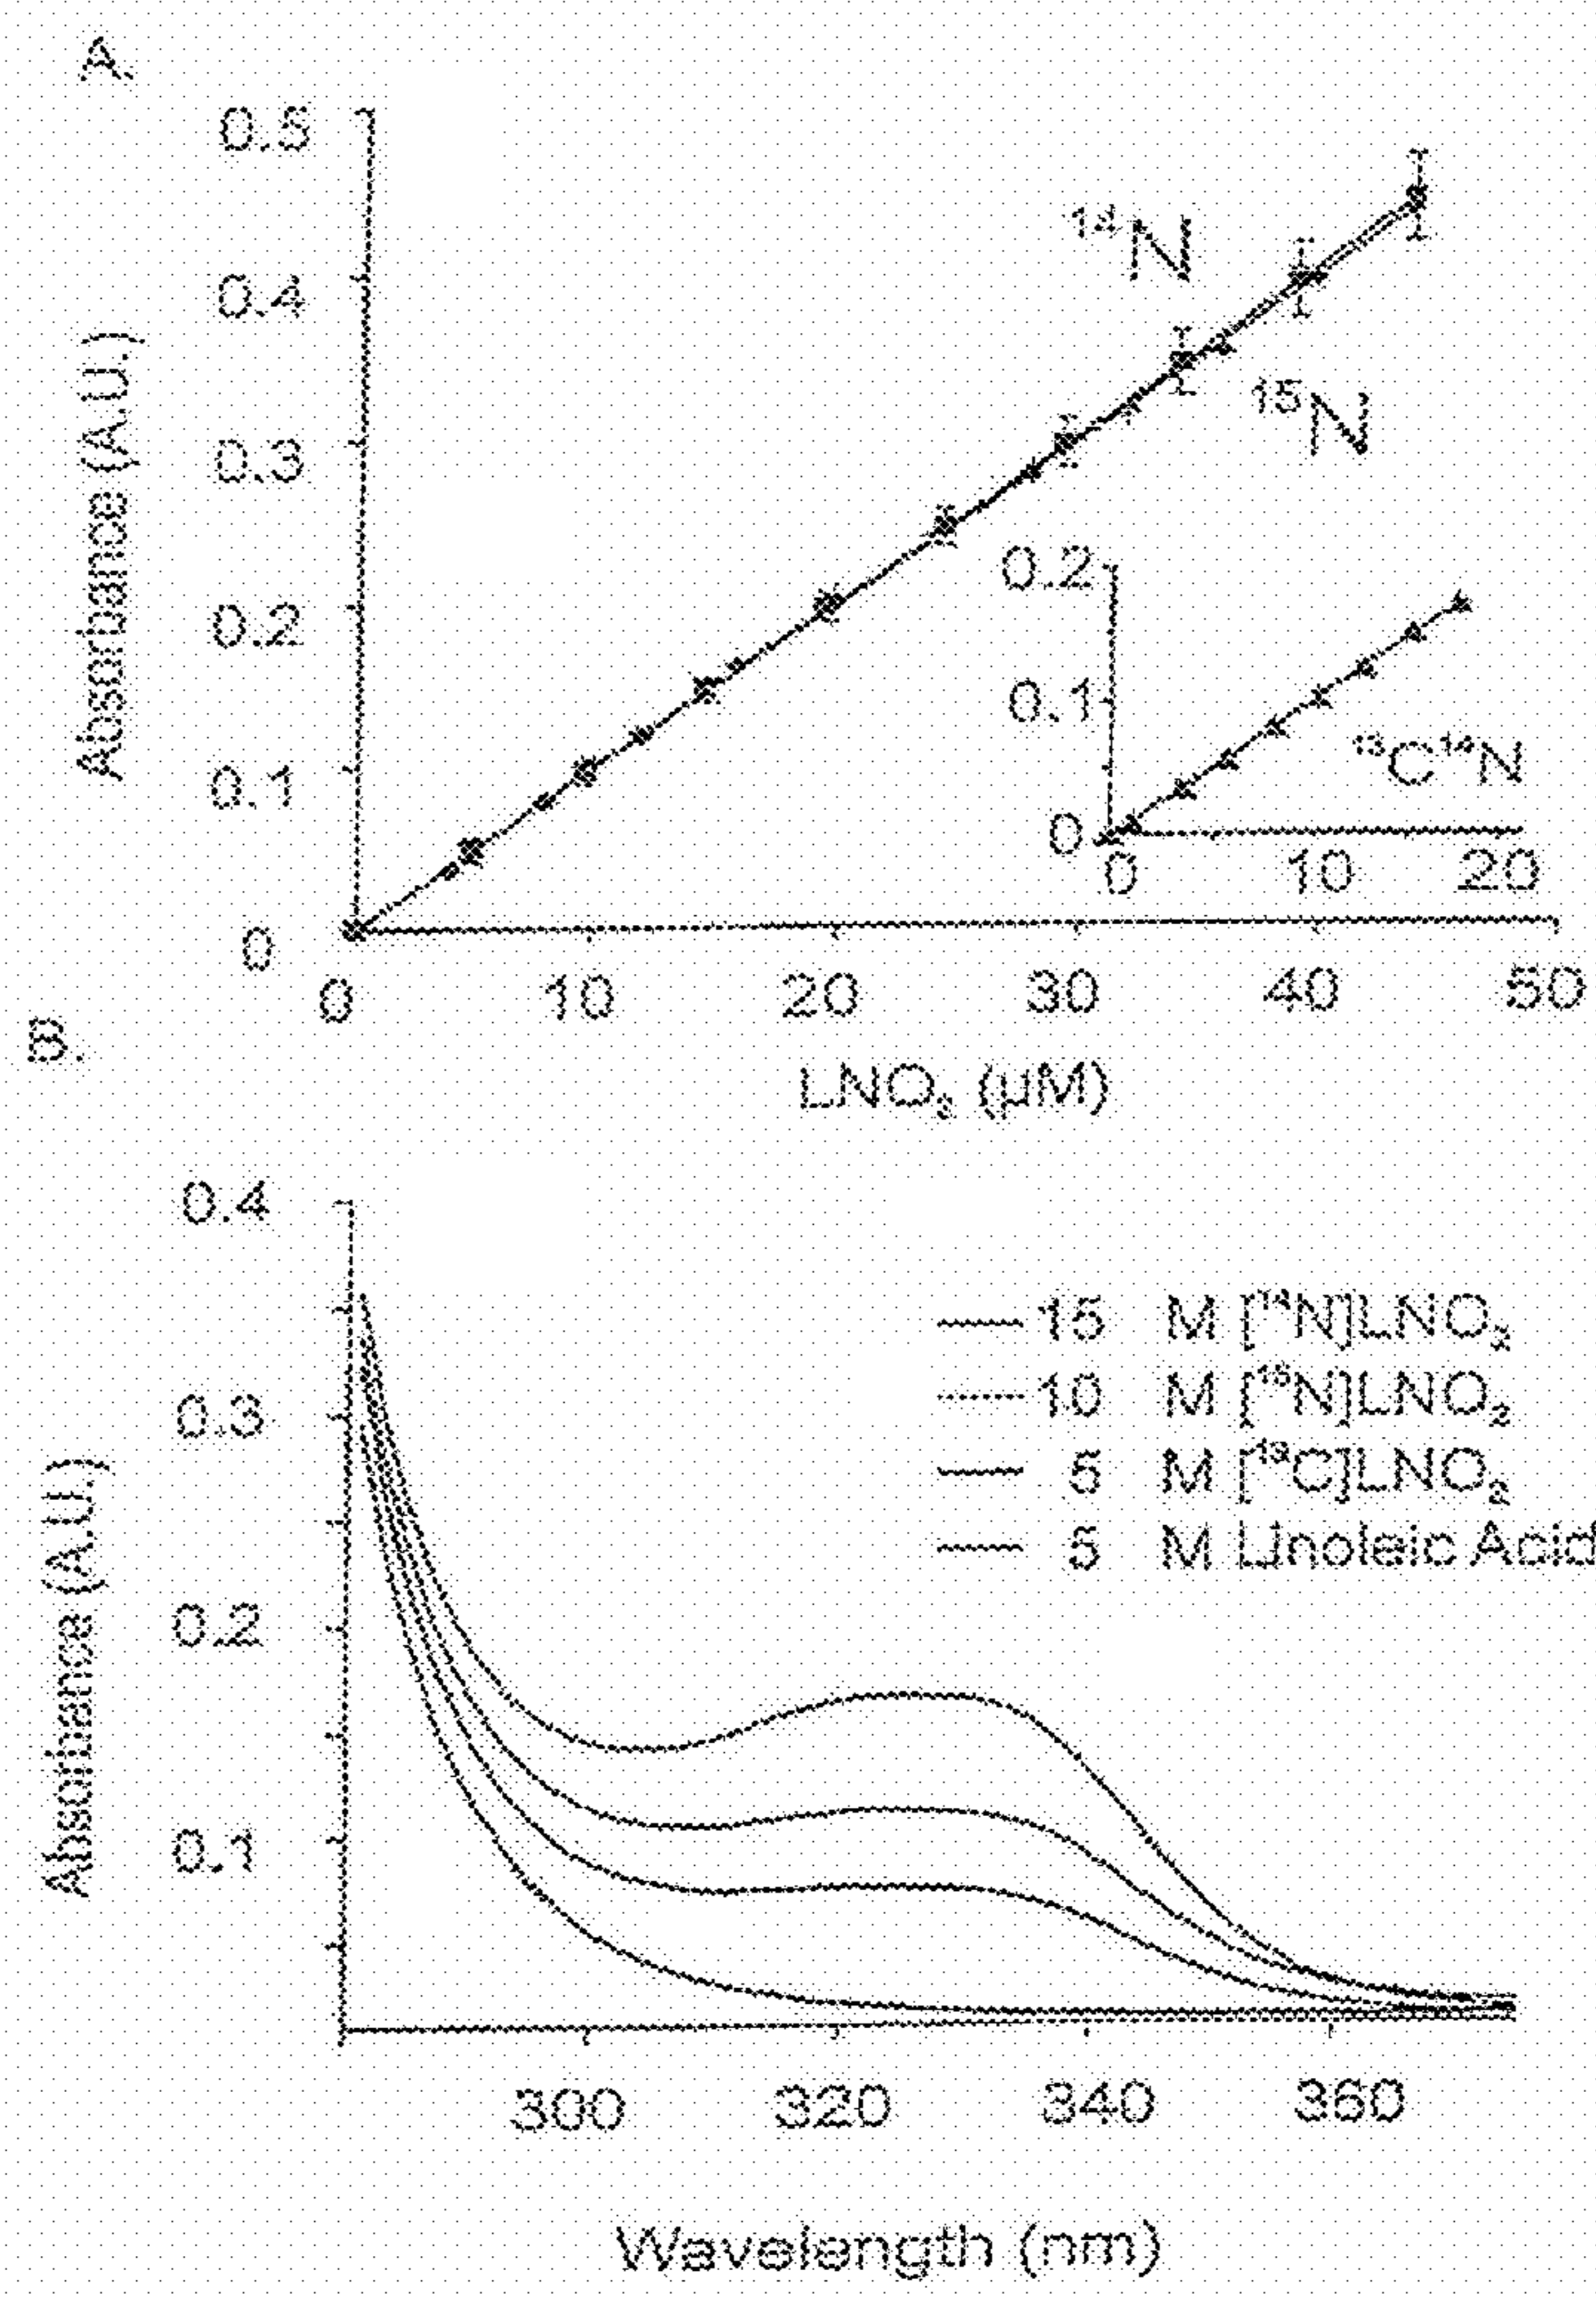 A.
0.5
0.4
0.3
0.2
0.1
0
Absorbance (A.U.)
¹⁴N
¹⁵N
0.2
0.1
0
¹³C¹⁴N
0 10 20
0 10 20 30 40 50
LNO₂ (µM)
B.
0.4
0.3
0.2
0.1
Absorbance (A.U.)
15 M [¹⁴N]LNO₂
10 M [¹⁵N]LNO₂
5 M [¹³C]LNO₂
5 M Linoleic Acid
300 320 340 360
Wavelength (nm)